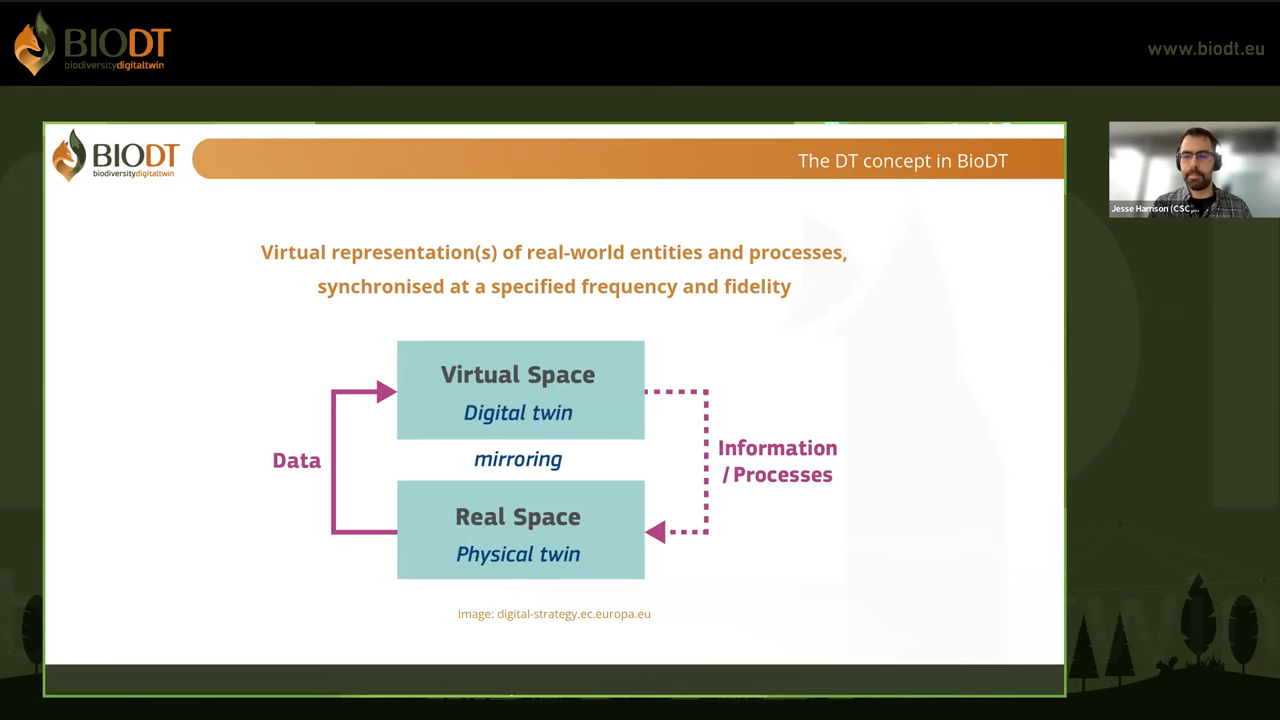 BIODT
biodiversitydigitaltwin
www.biodt.eu
BIODT
biodiversitydigitaltwin
The DT concept in BioDT
Jesse Harrison (CSC,...
Virtual representation(s) of real-world entities and processes,
synchronised at a specified frequency and fidelity
Virtual Space
Digital twin
mirroring
Data
Information
/Processes
Real Space
Physical twin
Image: digital-strategy.ec.europa.eu